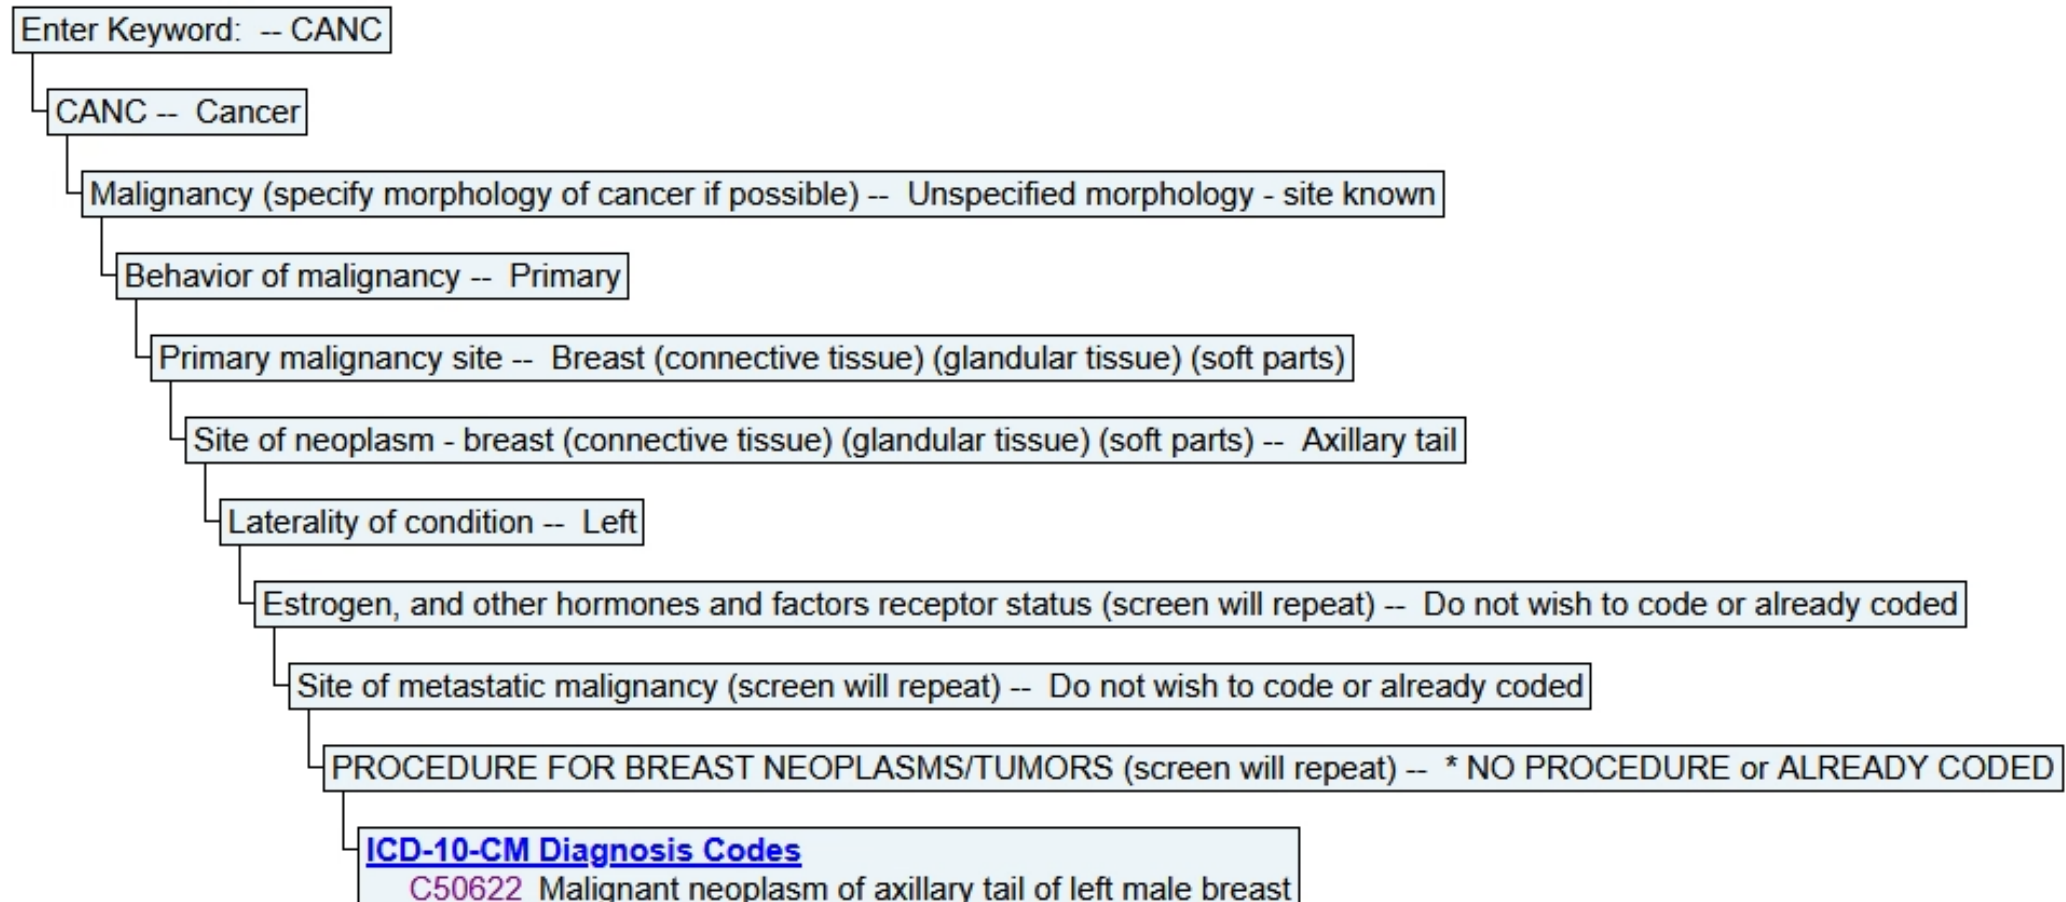 Enter Keyword:  -- CANC
CANC --  Cancer
Malignancy (specify morphology of cancer if possible) --  Unspecified morphology - site known
Behavior of malignancy --  Primary
Primary malignancy site --  Breast (connective tissue) (glandular tissue) (soft parts)
Site of neoplasm - breast (connective tissue) (glandular tissue) (soft parts) --  Axillary tail
Laterality of condition --  Left
Estrogen, and other hormones and factors receptor status (screen will repeat) --  Do not wish to code or already coded
Site of metastatic malignancy (screen will repeat) --  Do not wish to code or already coded
PROCEDURE FOR BREAST NEOPLASMS/TUMORS (screen will repeat) --  * NO PROCEDURE or ALREADY CODED
ICD-10-CM Diagnosis Codes
C50622  Malignant neoplasm of axillary tail of left male breast